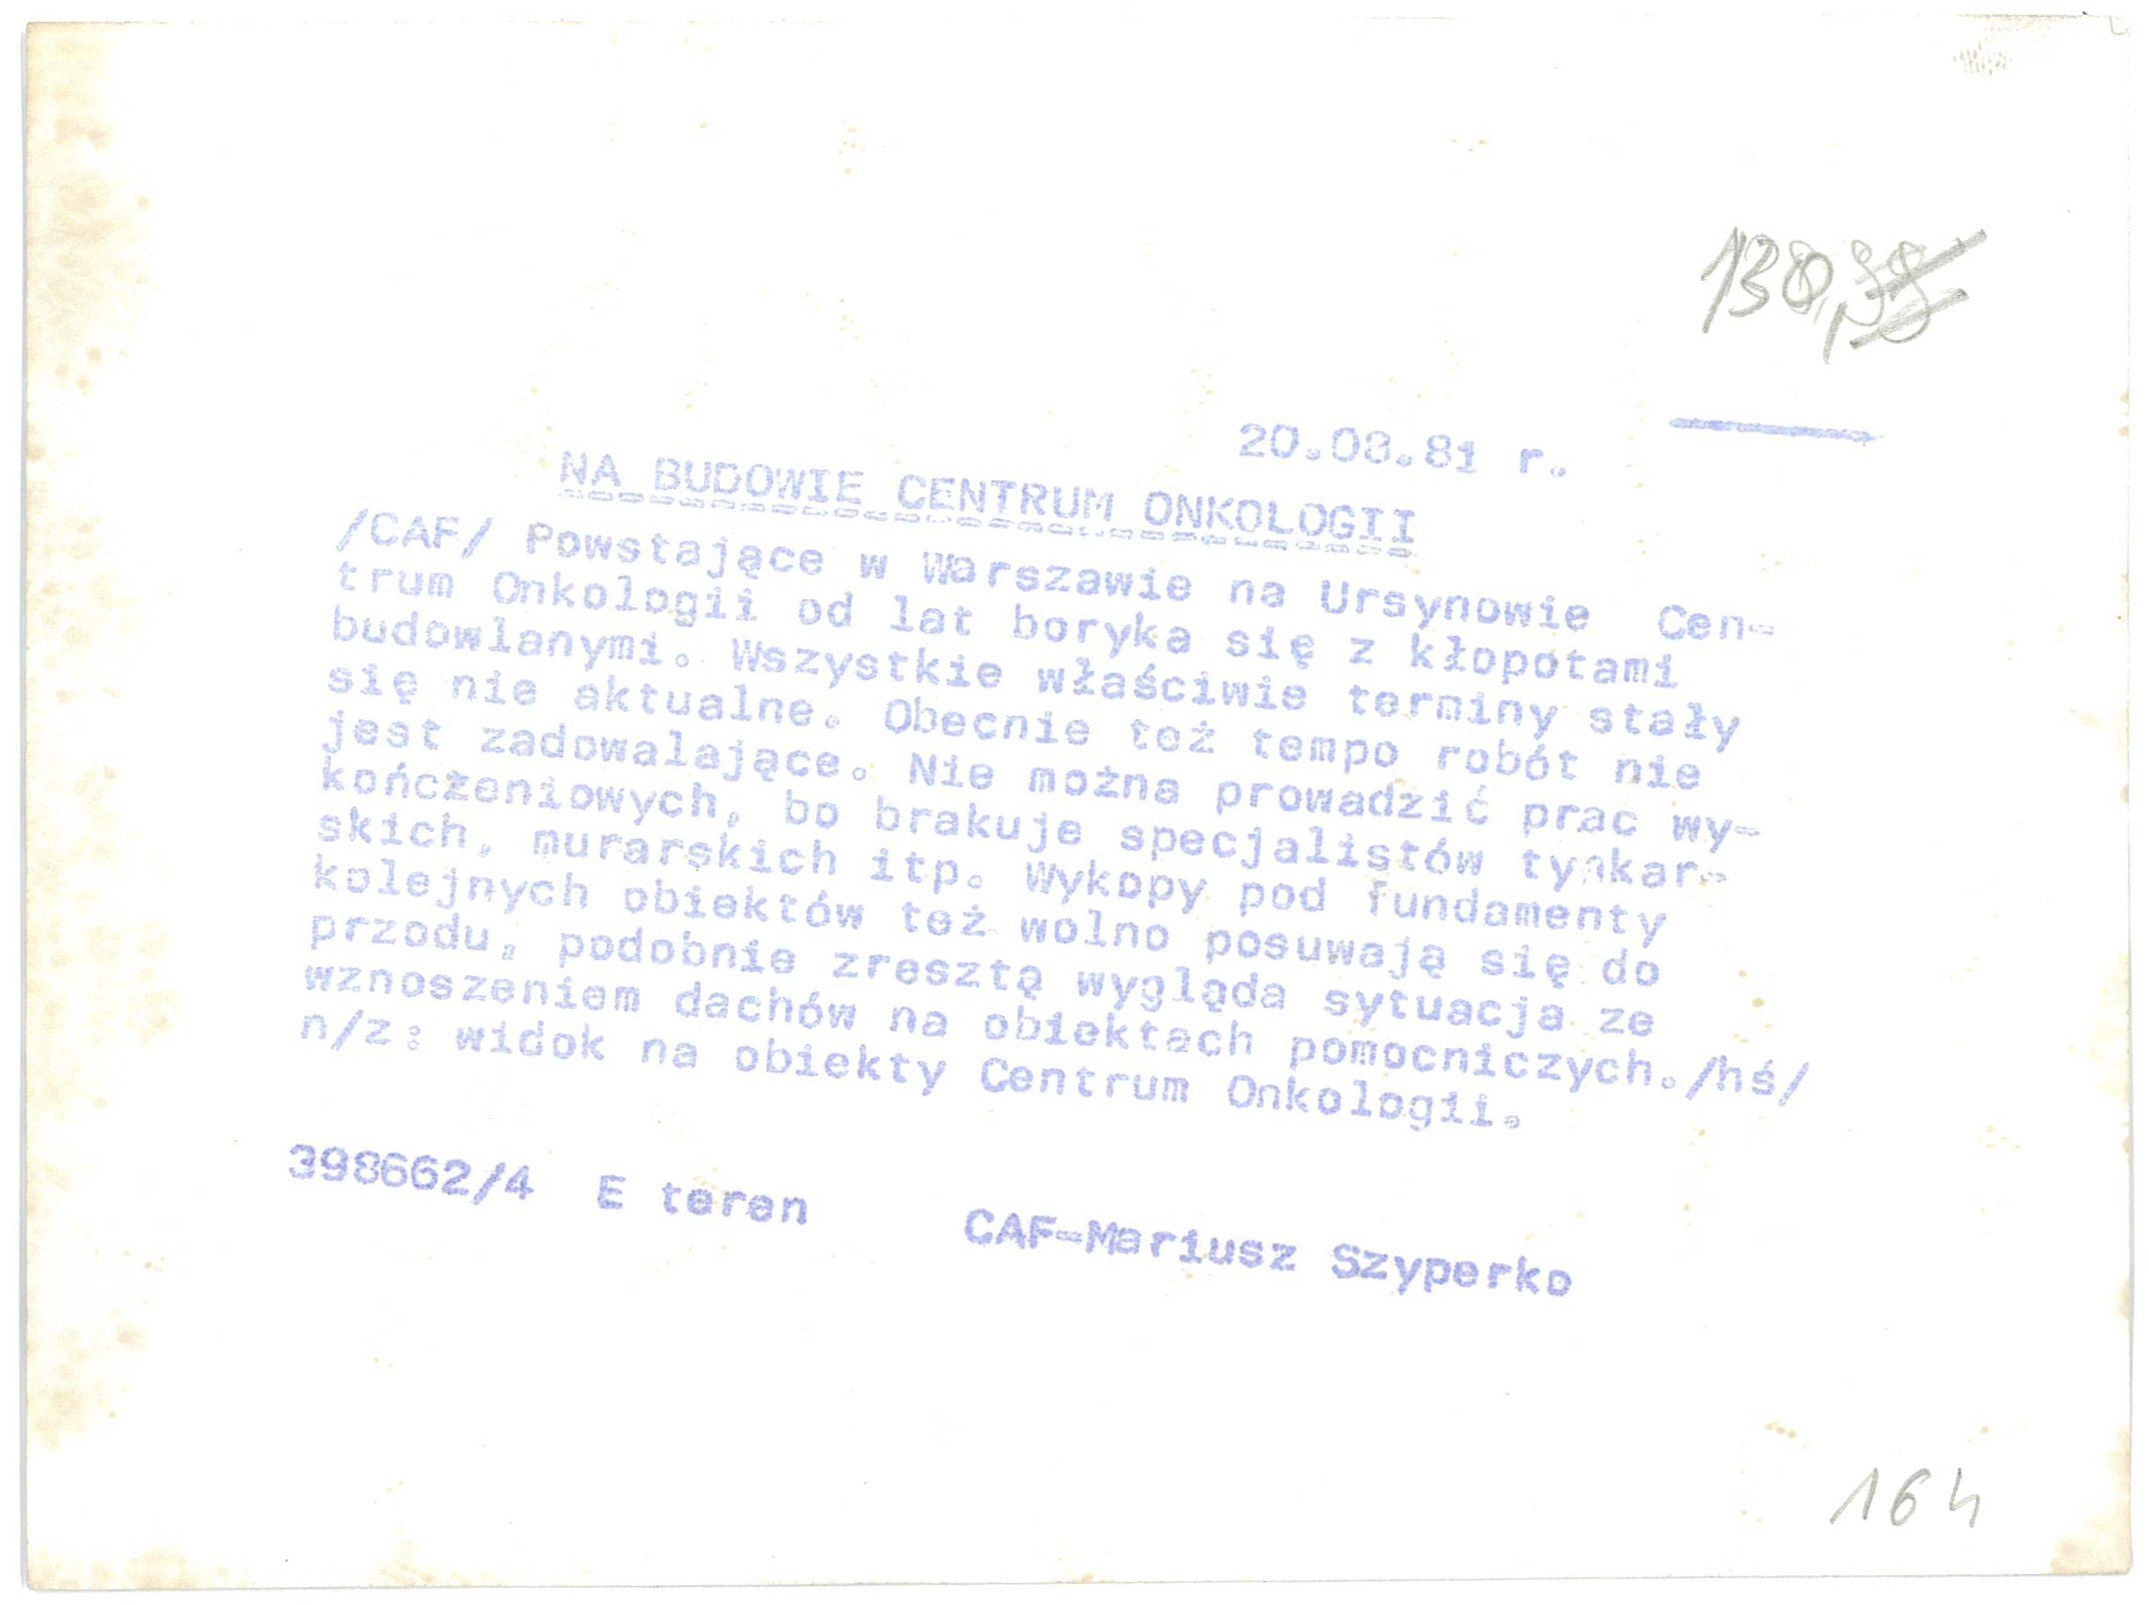 138,
20.08.81 r.
NA BUDOWIE CENTRUM ONKOLOGII
/CAF/ Powstające w Warszawie na Ursynowie Cen-
trum Onkologii od lat boryka się z kłopotami
budowlanymi. Wszystkie właściwie terminy stały
się nie aktualne. Obecnie też tempo robót nie
jest zadowalające. Nie można prowadzić prac wy-
kończeniowych, bo brakuje specjalistów tynkar-
skich, murarskich itp. Wykopy pod fundamenty
kolejnych obiektów też wolno posuwają się do
przodu, podobnie zresztą wygląda sytuacja ze
wznoszeniem dachów na obiektach pomocniczych./hś/
n/z: widok na obiekty Centrum Onkologii.
398662/4 E teren CAF-Mariusz Szyperko
164